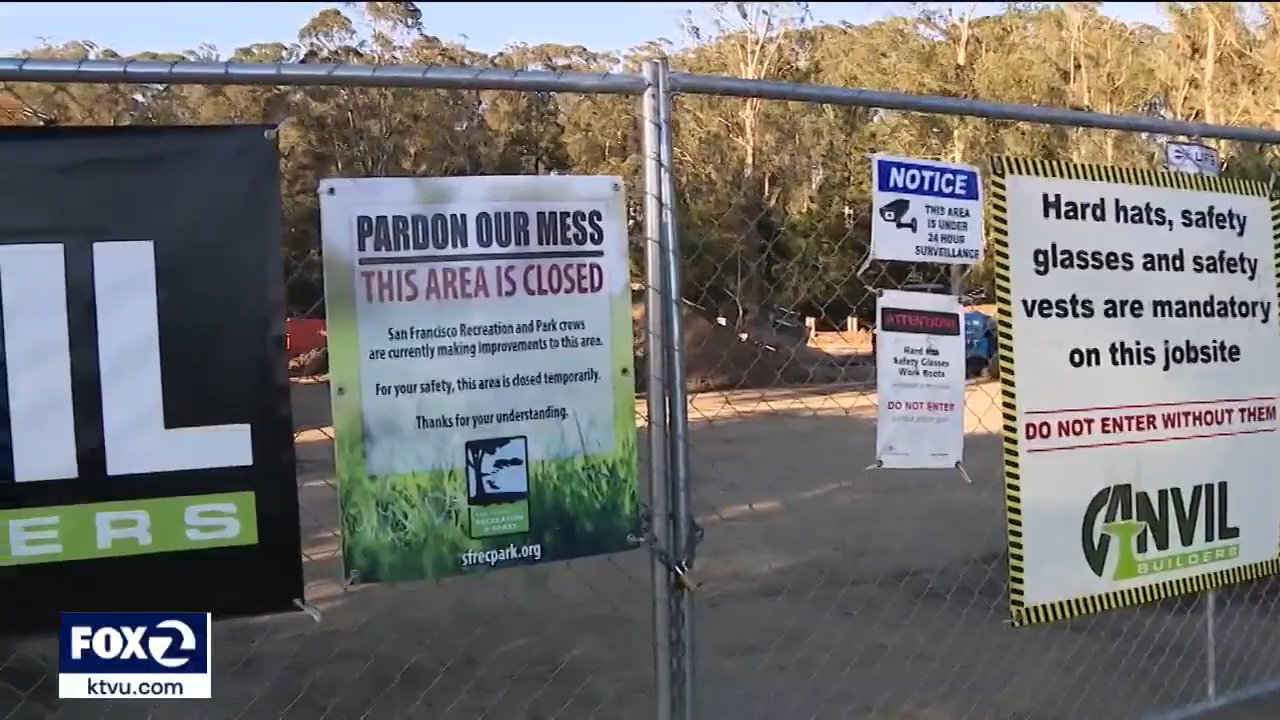 IL
ERS
PARDON OUR MESS
THIS AREA IS CLOSED
San Francisco Recreation and Park crews
are currently making improvements to this area.
For your safety, this area is closed temporarily.
Thanks for your understanding.
RECREATION
& PARKS
sfrecpark.org
NOTICE
THIS AREA
IS UNDER
24 HOUR
SURVEILLANCE
ATTENTION!
Hard Hats
Safety Glasses
Work Boots
DO NOT ENTER
Hard hats, safety
glasses and safety
vests are mandatory
on this jobsite
DO NOT ENTER WITHOUT THEM
ANVIL
BUILDERS
FOX 2
ktvu.com